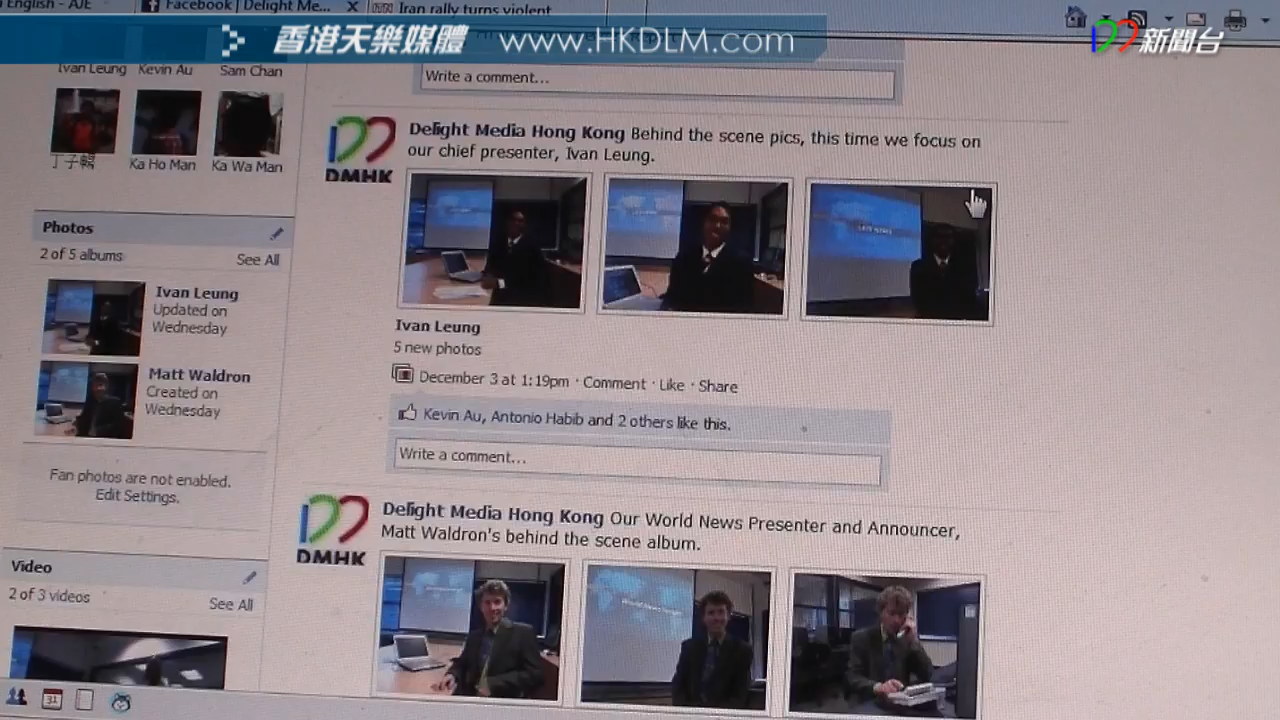 English - AJE
Facebook | Delight Me...
X
Iran rally turns violent
香港天樂媒體 www.HKDLM.com
新聞台
Ivan Leung Kevin Au Sam Chan
Write a comment...
丁子暢 Ka Ho Man Ka Wa Man
Delight Media Hong Kong Behind the scene pics, this time we focus on
our chief presenter, Ivan Leung.
DMHK
Photos
2 of 5 albums See All
Ivan Leung
Updated on
Wednesday
Matt Waldron
Created on
Wednesday
Fan photos are not enabled.
Edit Settings.
Ivan Leung
5 new photos
December 3 at 1:19pm · Comment · Like · Share
Kevin Au, Antonio Habib and 2 others like this.
Write a comment...
Delight Media Hong Kong Our World News Presenter and Announcer,
Matt Waldron's behind the scene album.
DMHK
Video
2 of 3 videos See All
31